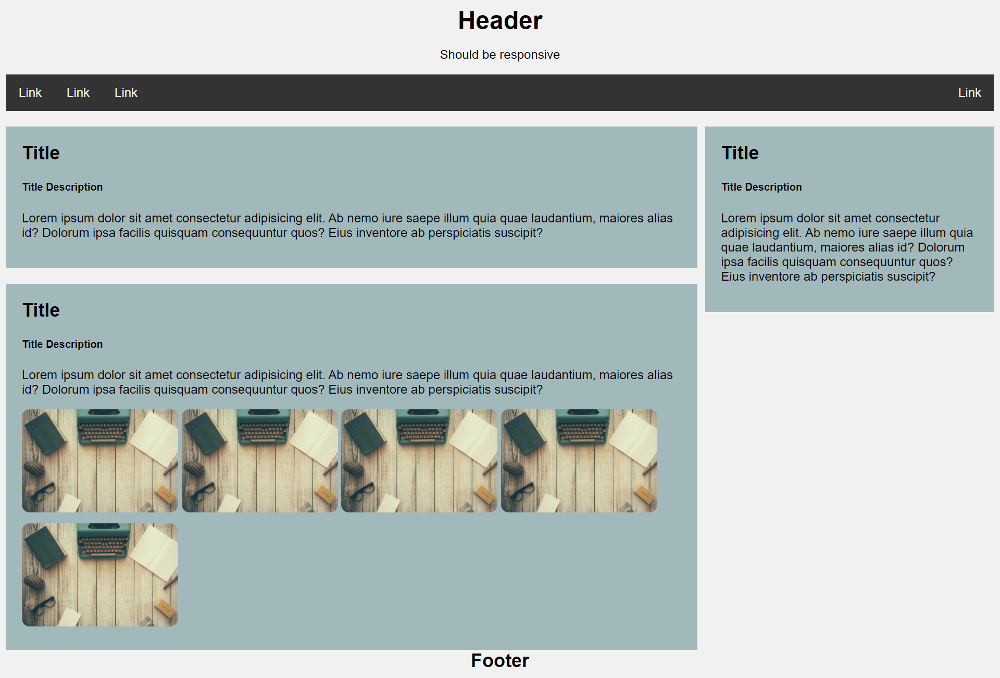 Header
Should be responsive
Link Link Link Link
Title
Title Description
Lorem ipsum dolor sit amet consectetur adipisicing elit. Ab nemo iure saepe illum quia quae laudantium, maiores alias
id? Dolorum ipsa facilis quisquam consequuntur quos? Eius inventore ab perspiciatis suscipit?
Title
Title Description
Lorem ipsum dolor sit amet consectetur adipisicing elit. Ab nemo iure saepe illum quia quae laudantium, maiores alias
id? Dolorum ipsa facilis quisquam consequuntur quos? Eius inventore ab perspiciatis suscipit?
Title
Title Description
Lorem ipsum dolor sit amet consectetur
adipisicing elit. Ab nemo iure saepe illum quia
quae laudantium, maiores alias id? Dolorum
ipsa facilis quisquam consequuntur quos?
Eius inventore ab perspiciatis suscipit?
Footer